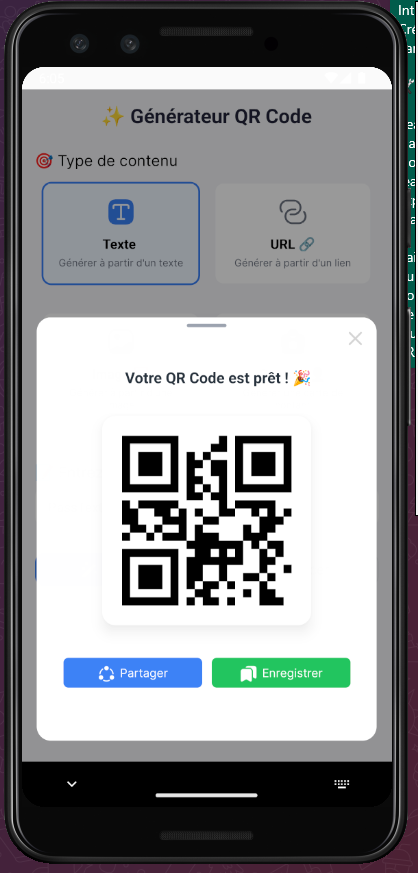 ✨ Générateur QR Code
🎯 Type de contenu
Texte
Générer à partir d'un texte
URL 🔗
Générer à partir d'un lien
Votre QR Code est prêt ! 🎉
Partager
Enregistrer